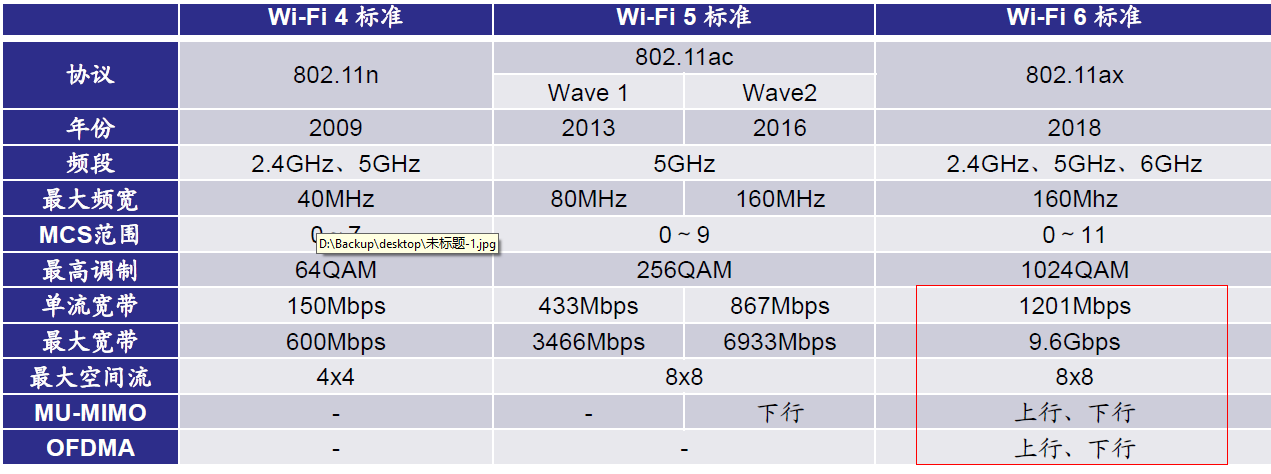 Wi-Fi 4 标准 Wi-Fi 5 标准 Wi-Fi 6 标准
协议 802.11n 802.11ac 802.11ax
Wave 1 Wave2
年份 2009 2013 2016 2018
频段 2.4GHz、5GHz 5GHz 2.4GHz、5GHz、6GHz
最大频宽 40MHz 80MHz 160MHz 160Mhz
MCS范围 0~7 0~9 0~11
D:\Backup\desktop\未标题-1.jpg
最高调制 64QAM 256QAM 1024QAM
单流宽带 150Mbps 433Mbps 867Mbps 1201Mbps
最大宽带 600Mbps 3466Mbps 6933Mbps 9.6Gbps
最大空间流 4x4 8x8 8x8
MU-MIMO - - 下行 上行、下行
OFDMA - - 上行、下行